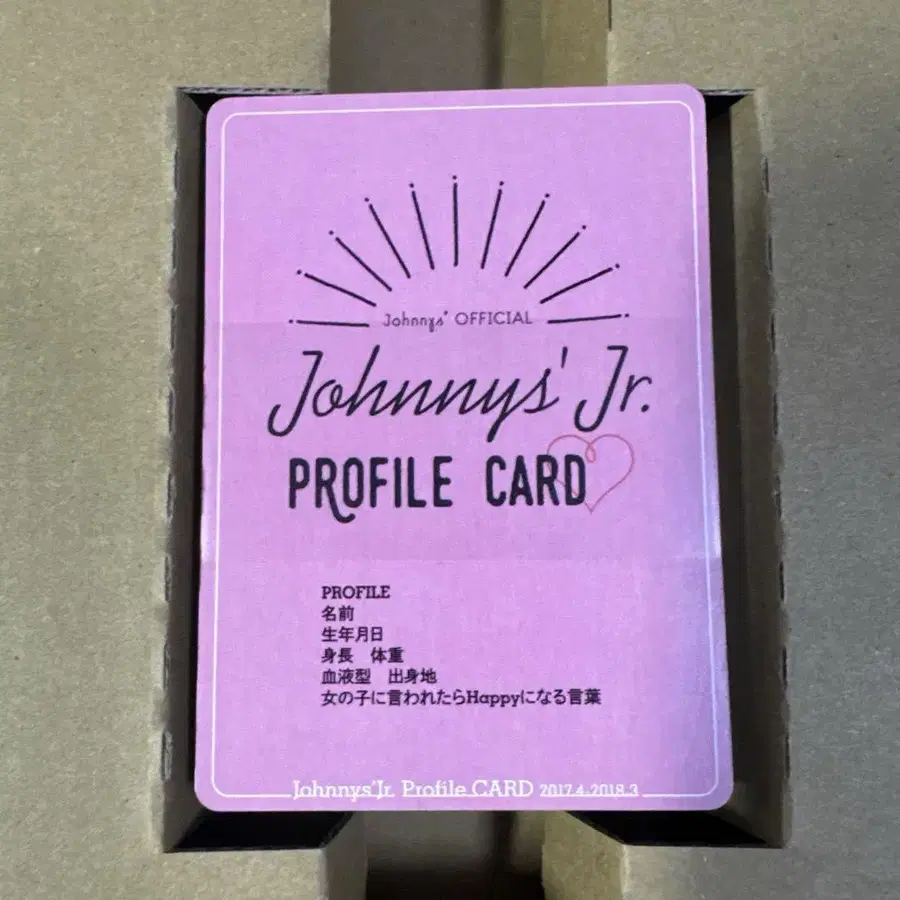 Johnnys' OFFICIAL
Johnnys' Jr.
PROFILE CARD
PROFILE
名前
生年月日
身長　体重
血液型　出身地
女の子に言われたらHappyになる言葉
Johnnys'Jr. Profile CARD 2017.4-2018.3